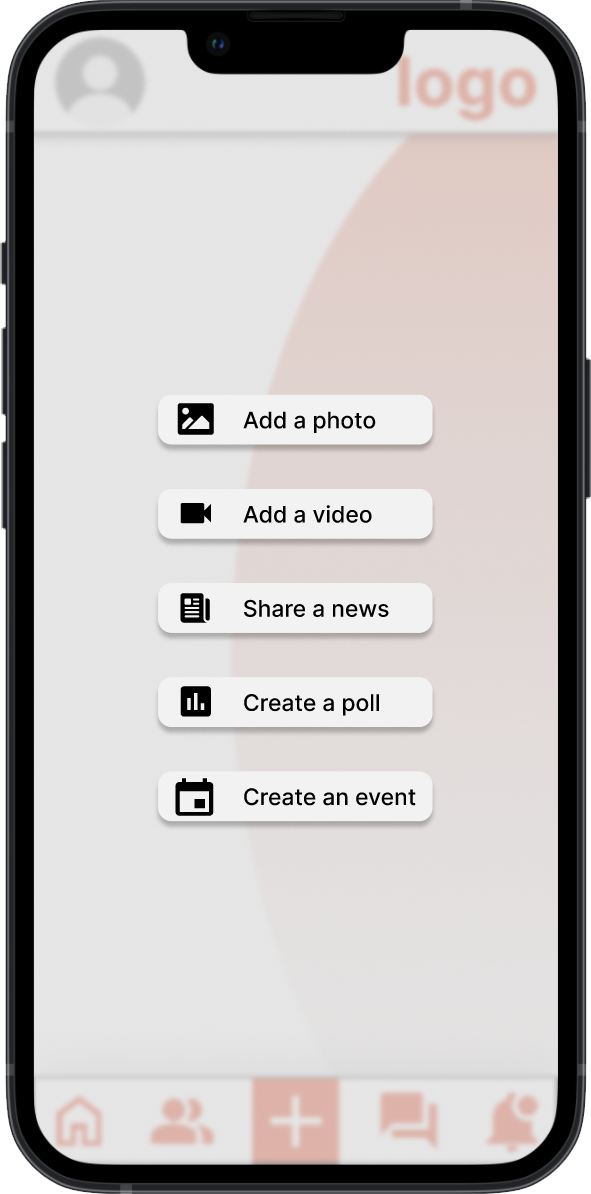 logo
Add a photo
Add a video
Share a news
Create a poll
Create an event